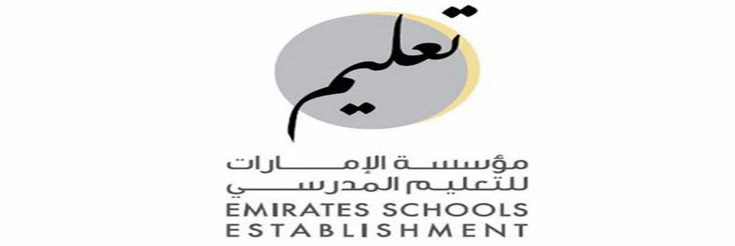 تعليم
مؤسسة الإمارات
للتعليم المدرسي
EMIRATES SCHOOLS
ESTABLISHMENT